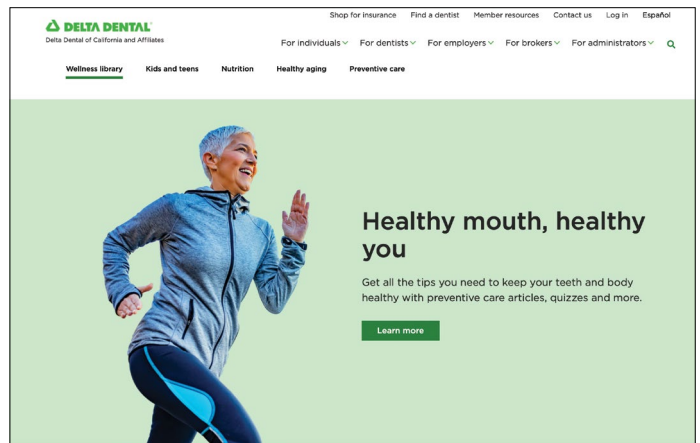 Shop for insurance Find a dentist Member resources Contact us Log in Español
DELTA DENTAL
Delta Dental of California and Affiliates
For individuals For dentists For employers For brokers For administrators
Wellness library Kids and teens Nutrition Healthy aging Preventive care
Healthy mouth, healthy
you
Get all the tips you need to keep your teeth and body
healthy with preventive care articles, quizzes and more.
Learn more